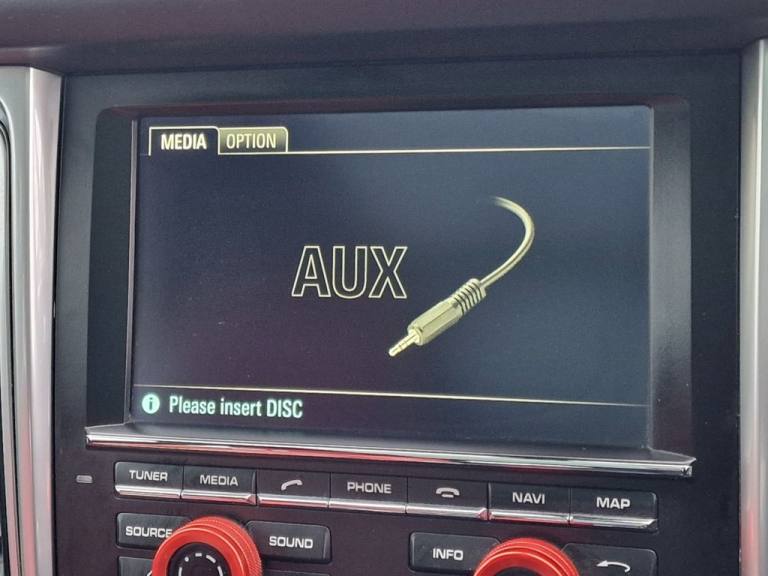 MEDIA OPTION
AUX
i Please insert DISC
TUNER MEDIA PHONE NAVI MAP
SOURCE SOUND INFO